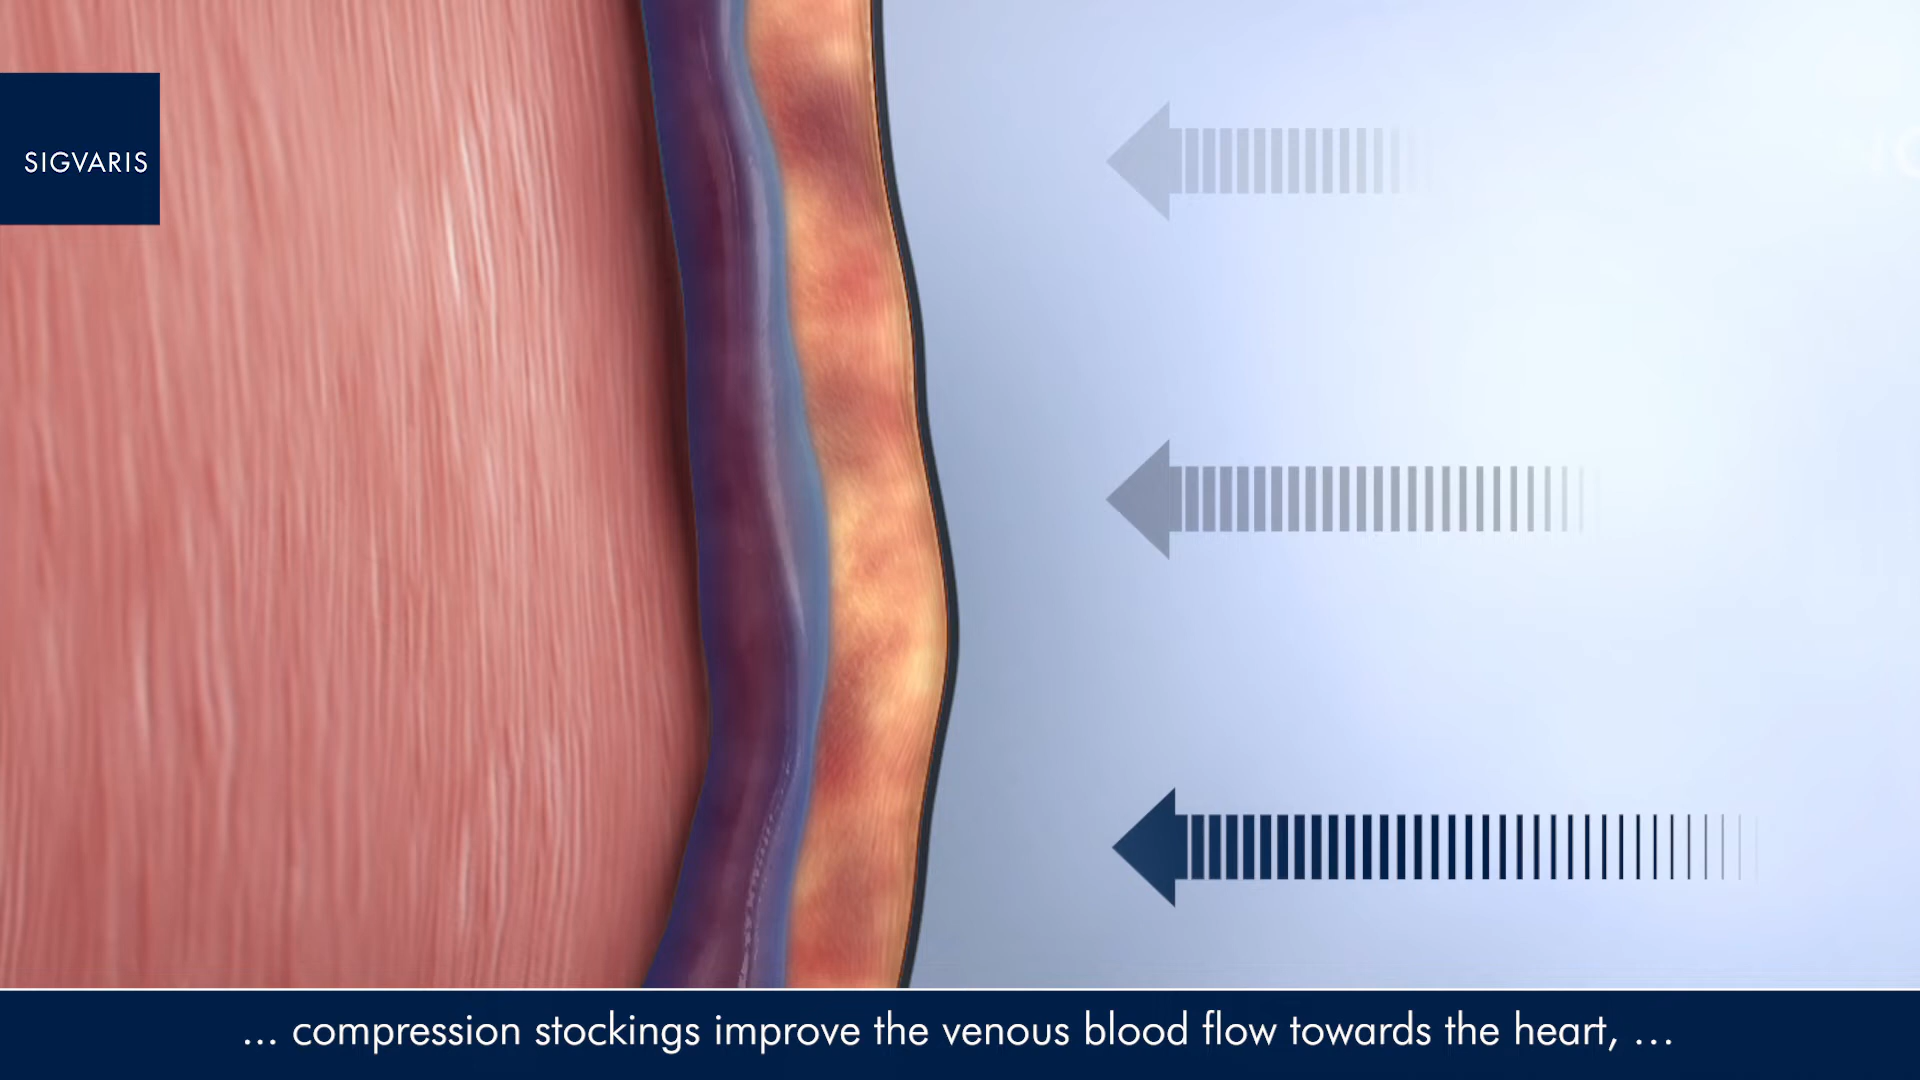 SIGVARIS
... compression stockings improve the venous blood flow towards the heart, ...